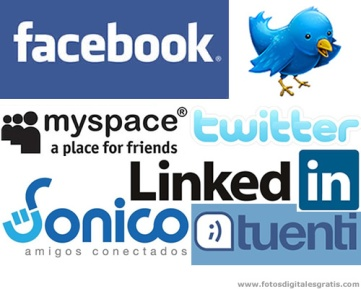 facebook®
myspace®
a place for friends
twitter
Linked in
Sonico
amigos conectados
;) tuenti
www.fotosdigitalesgratis.com